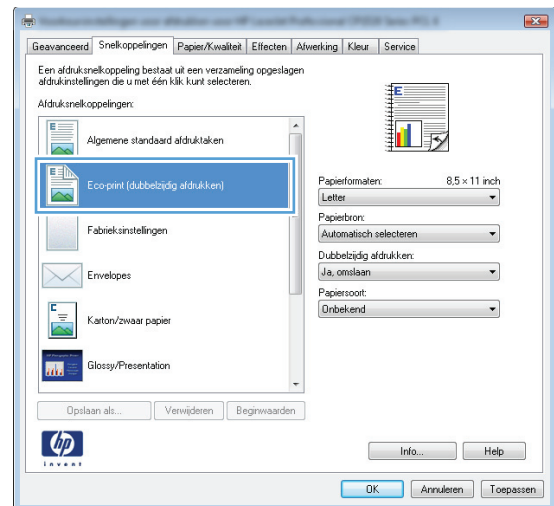 Geavanceerd Snelkoppelingen Papier/Kwaliteit Effecten Afwerking Kleur Service
Een afdruksnelkoppeling bestaat uit een verzameling opgeslagen
afdrukinstellingen die u met één klik kunt selecteren.
Afdruksnelkoppelingen:
Algemene standaard afdruktaken
Eco-print (dubbelzijdig afdrukken)
Fabrieksinstellingen
Envelopes
Karton/zwaar papier
Glossy/Presentation
Papierformaten: 8,5 × 11 inch
Letter
Papierbron:
Automatisch selecteren
Dubbelzijdig afdrukken:
Ja, omslaan
Papiersoort:
Onbekend
Opslaan als... Verwijderen Beginwaarden
hp
invent
Info... Help
OK Annuleren Toepassen